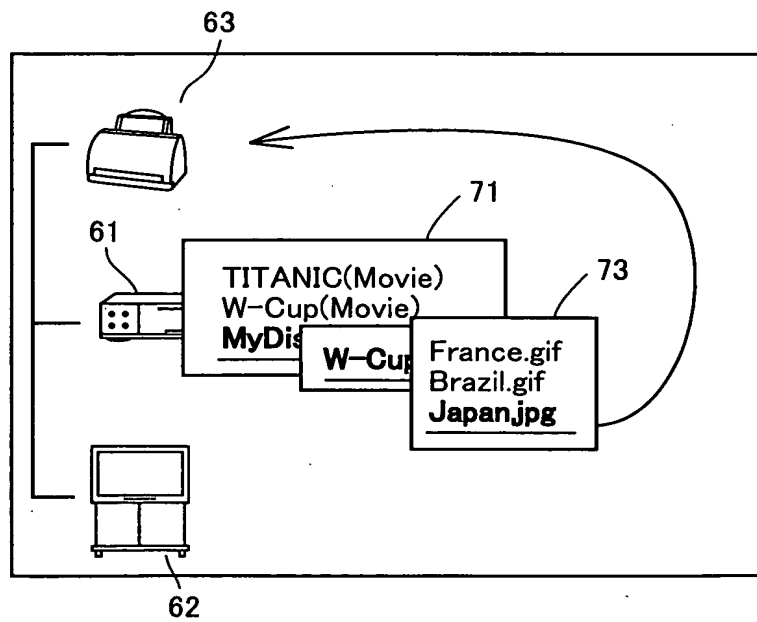 63
71
61
73
TITANIC(Movie)
W-Cup(Movie)
MyDis
W-Cup
France.gif
Brazil.gif
Japan.jpg
62